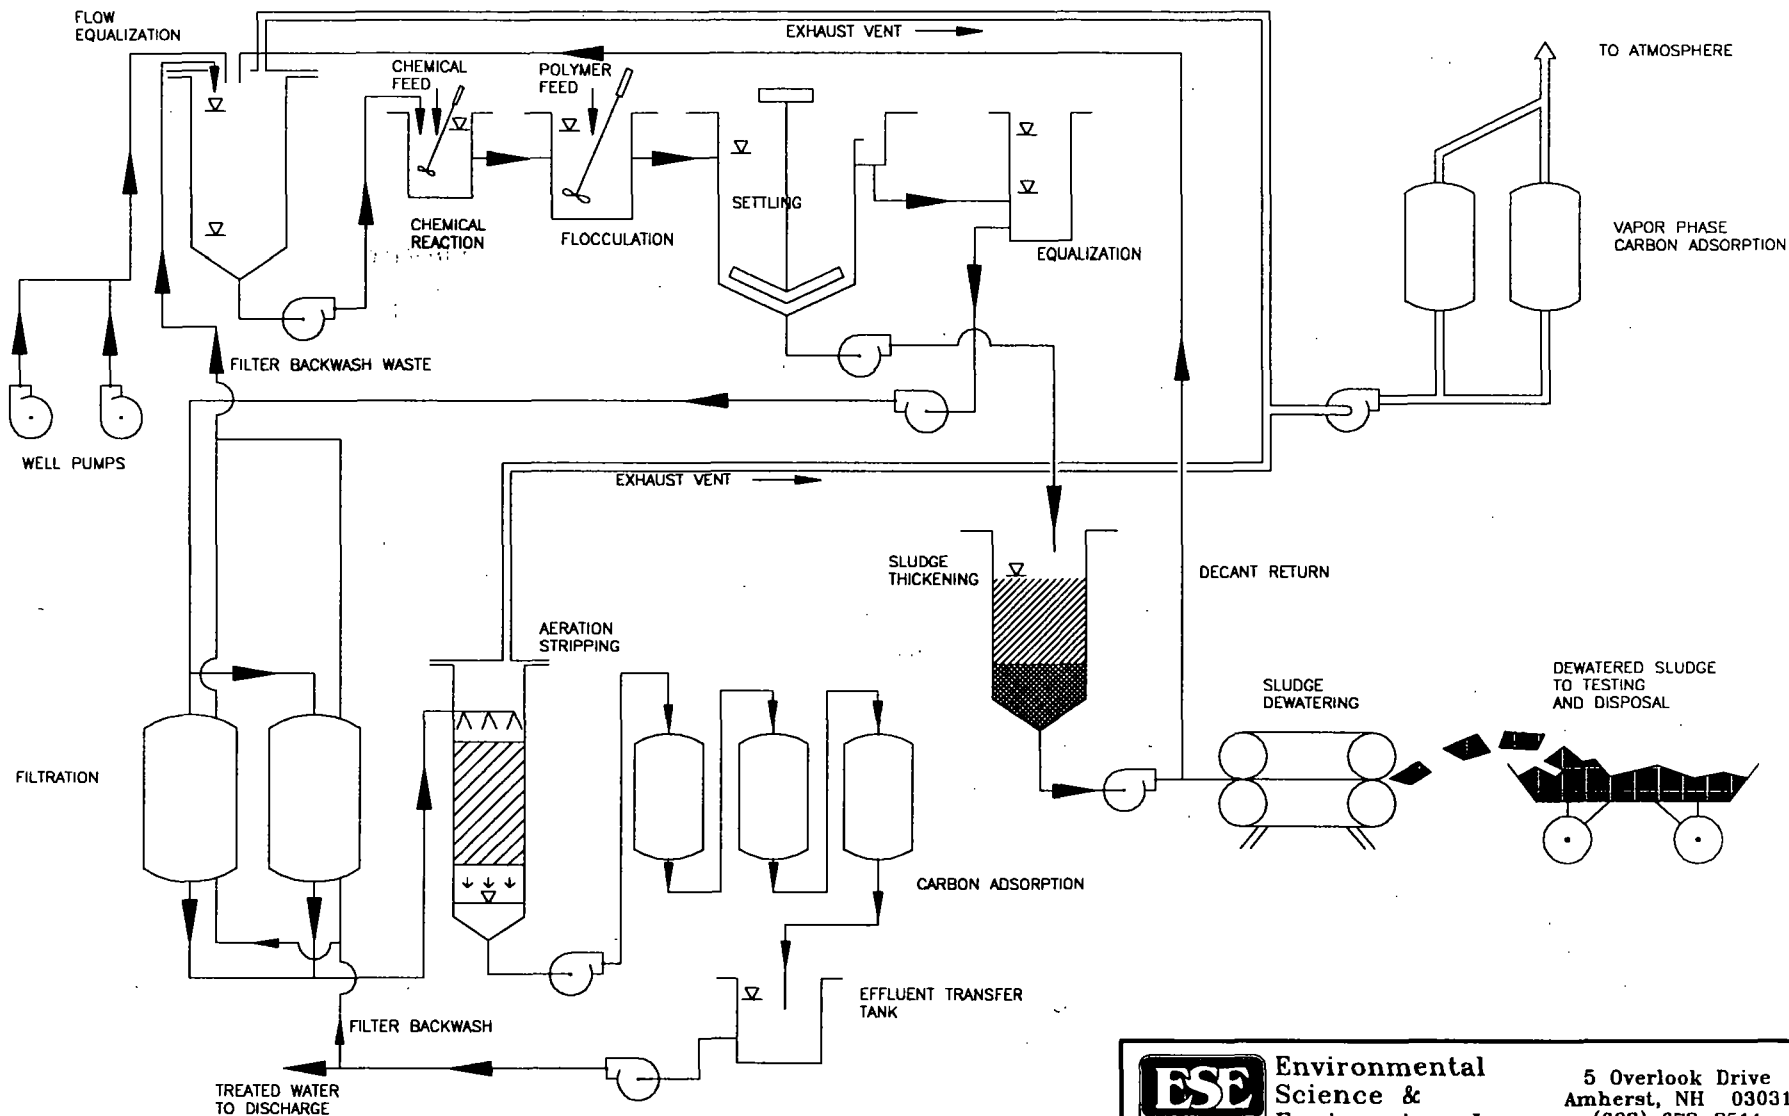 FLOW
EQUALIZATION
EXHAUST VENT
TO ATMOSPHERE
CHEMICAL
FEED
POLYMER
FEED
SETTLING
CHEMICAL
REACTION
FLOCCULATION
EQUALIZATION
VAPOR PHASE
CARBON ADSORPTION
FILTER BACKWASH WASTE
WELL PUMPS
EXHAUST VENT
SLUDGE
THICKENING
DECANT RETURN
AERATION
STRIPPING
SLUDGE
DEWATERING
DEWATERED SLUDGE
TO TESTING
AND DISPOSAL
FILTRATION
CARBON ADSORPTION
EFFLUENT TRANSFER
TANK
FILTER BACKWASH
TREATED WATER
TO DISCHARGE
ESE
Environmental
Science &
5 Overlook Drive
Amherst, NH 03031